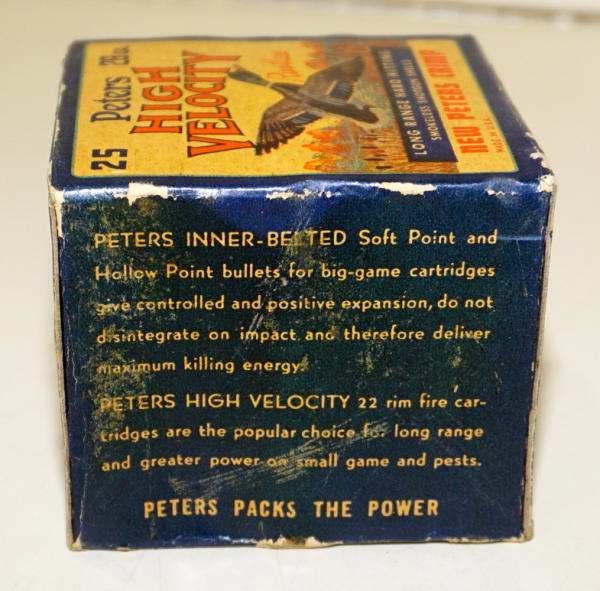 25 Peters
HIGH
VELOCITY
LONG RANGE HARD HITTING
SMOKELESS SHOTGUN SHELLS
NEW PETERS CRIMP
MADE IN U.S.A.
PETERS INNER-BELTED Soft Point and
Hollow Point bullets for big-game cartridges
give controlled and positive expansion, do not
disintegrate on impact and therefore deliver
maximum killing energy.
PETERS HIGH VELOCITY 22 rim fire car-
tridges are the popular choice for long range
and greater power on small game and pests.
PETERS PACKS THE POWER